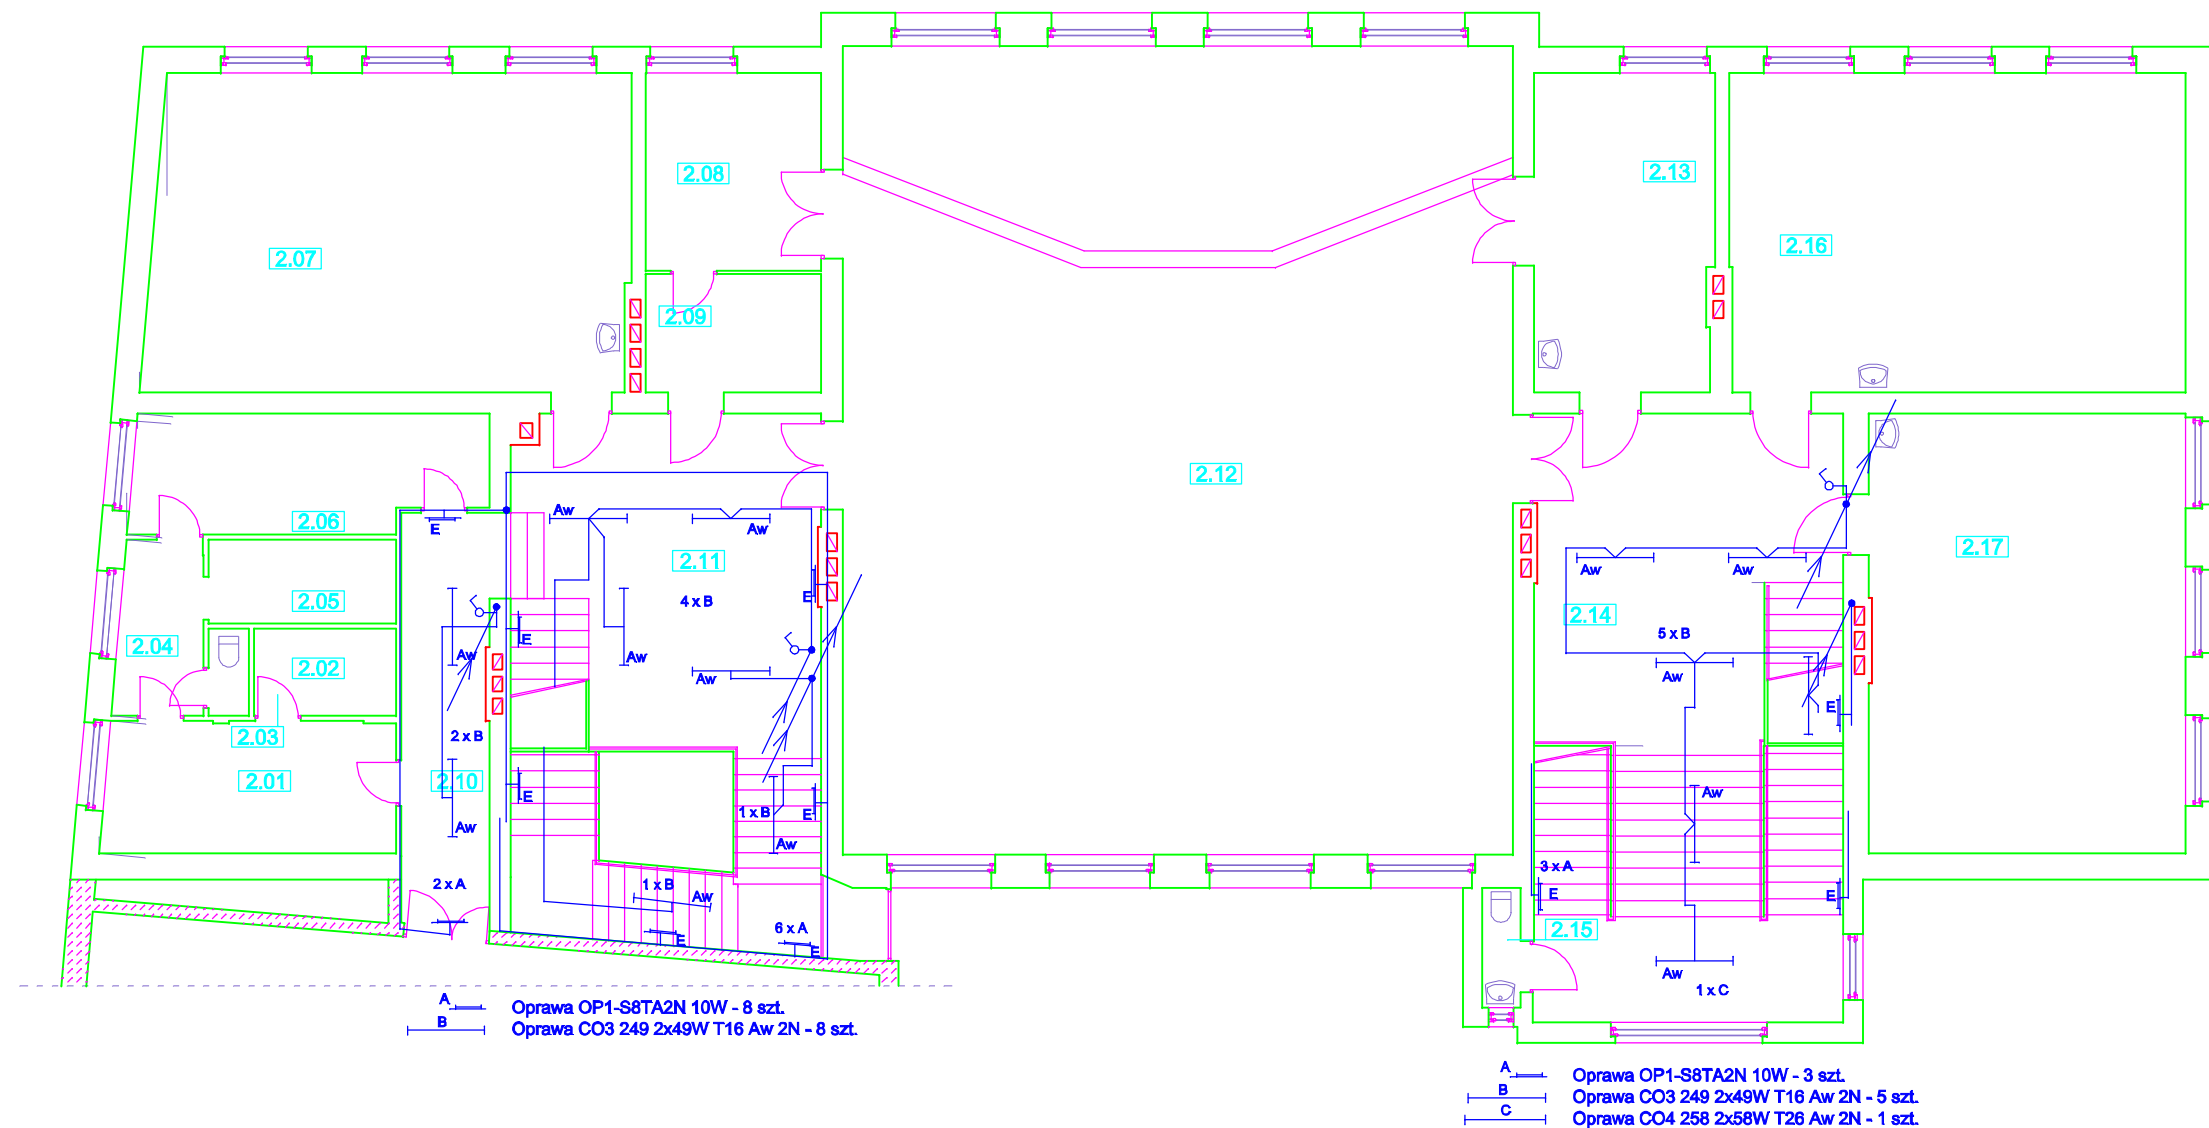 2.08
2.13
2.16
2.07
2.09
2.12
Aw
Aw
2.06
E
2.11
2.17
Aw
Aw
E
4 x B
2.05
2.14
5 x B
E
2.04
Aw
Aw
2.02
Aw
Aw
E
2 x B
2.03
2.10
2.01
E
1 x B
E
Aw
Aw
Aw
3 x A
2 x A
1 x B
Aw
E
E
6 x A
E
E
2.15
Aw
1 x C
A
Oprawa OP1-S8TA2N 10W - 8 szt.
B
Oprawa CO3 249 2x49W T16 Aw 2N - 8 szt.
A
Oprawa OP1-S8TA2N 10W - 3 szt.
B
Oprawa CO3 249 2x49W T16 Aw 2N - 5 szt.
C
Oprawa CO4 258 2x58W T26 Aw 2N - 1 szt.